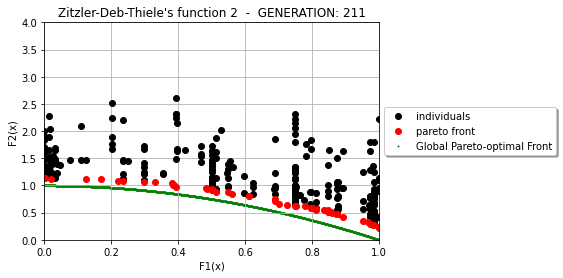 Zitzler-Deb-Thiele's function 2 - GENERATION: 211
4.0
3.5
3.0
2.5
2.0
1.5
1.0
0.5
0.0
F2(x)
0.0 0.2 0.4 0.6 0.8 1.0
F1(x)
individuals
pareto front
Global Pareto-optimal Front